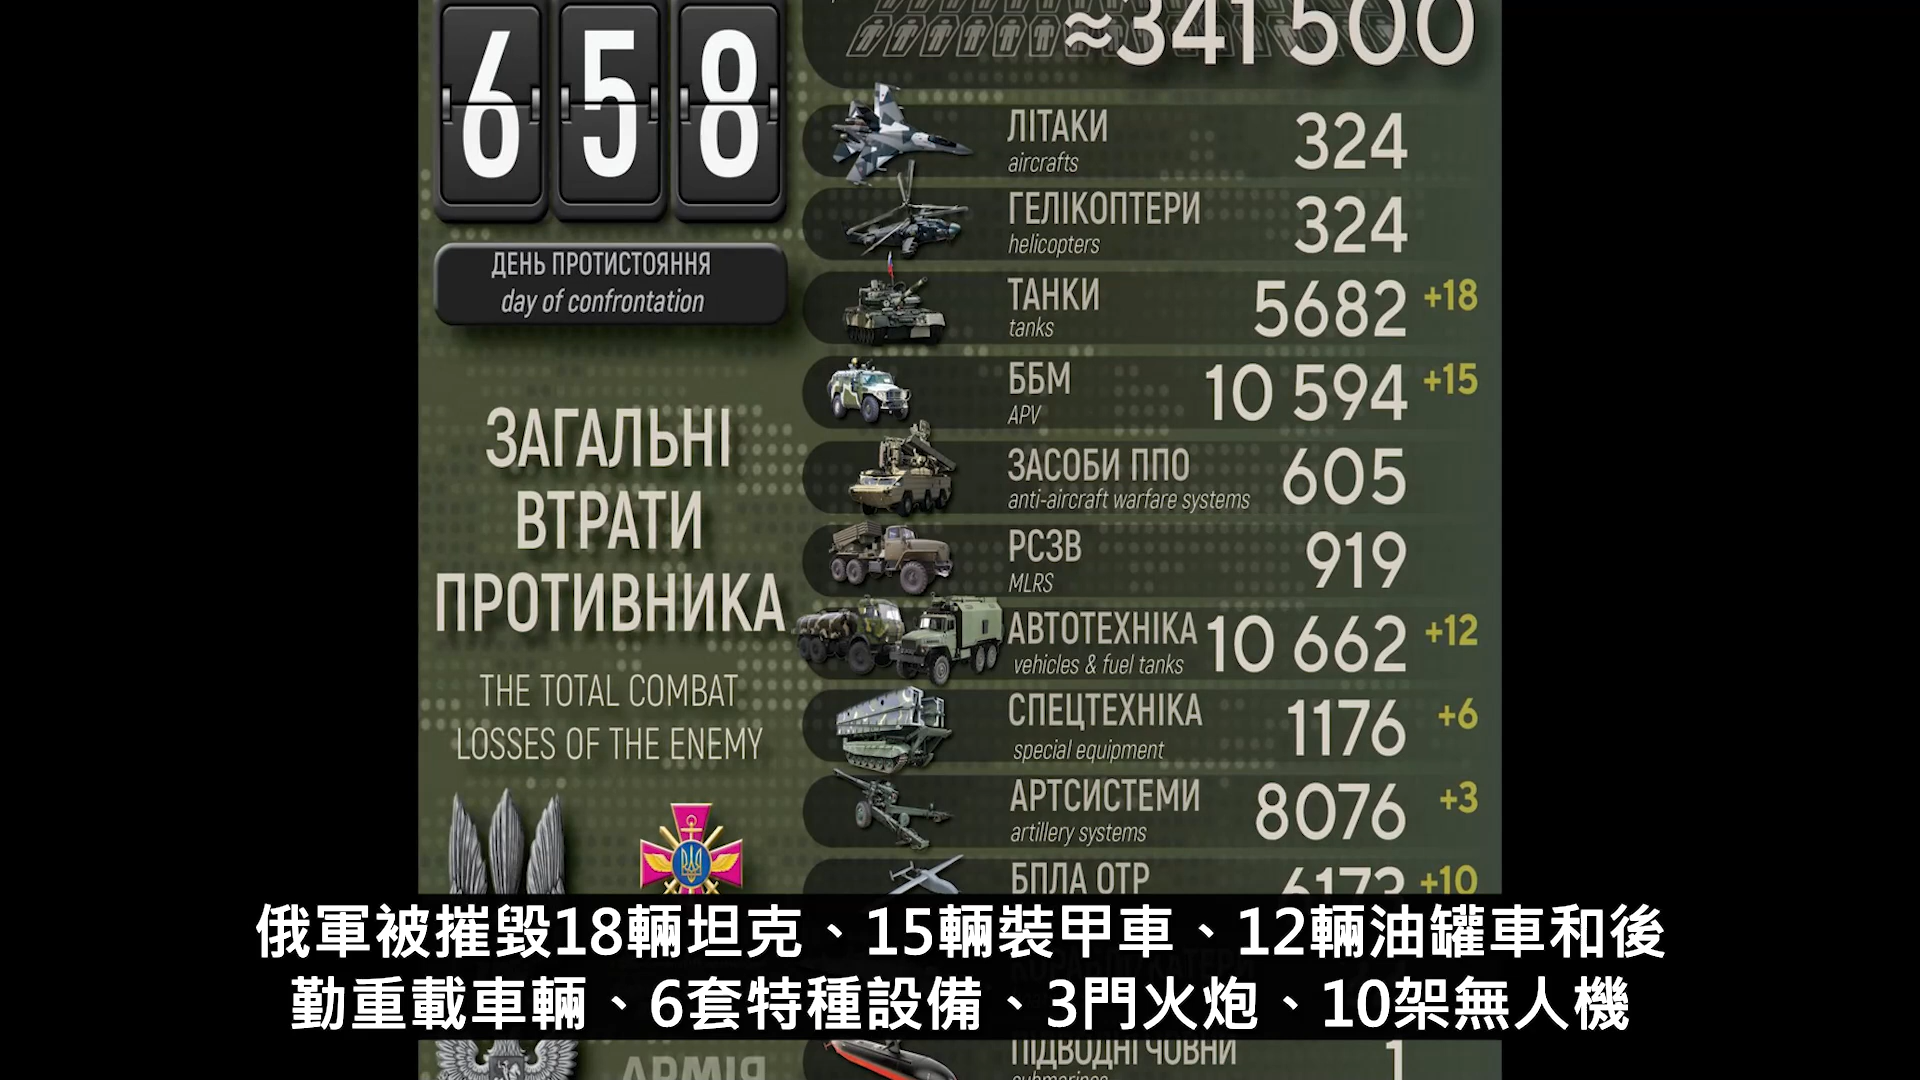 658
ДЕНЬ ПРОТИСТОЯННЯ
day of confrontation
ЗАГАЛЬНІ
ВТРАТИ
ПРОТИВНИКА
THE TOTAL COMBAT
LOSSES OF THE ENEMY
≈341 500
ЛІТАКИ 324
aircrafts
ГЕЛІКОПТЕРИ 324
helicopters
ТАНКИ 5682 +18
tanks
ББМ 10 594 +15
APV
ЗАСОБИ ППО 605
anti-aircraft warfare systems
РСЗВ 919
MLRS
АВТОТЕХНІКА 10 662 +12
vehicles & fuel tanks
СПЕЦТЕХНІКА 1176 +6
special equipment
АРТСИСТЕМИ 8076 +3
artillery systems
БПЛА ОТР 6173 +10
俄軍被摧毀18輛坦克、15輛裝甲車、12輛油罐車和後
勤重載車輛、6套特種設備、3門火炮、10架無人機
ПІДВОДНІ ЧОВНИ 1
submarines
АРМІЯ